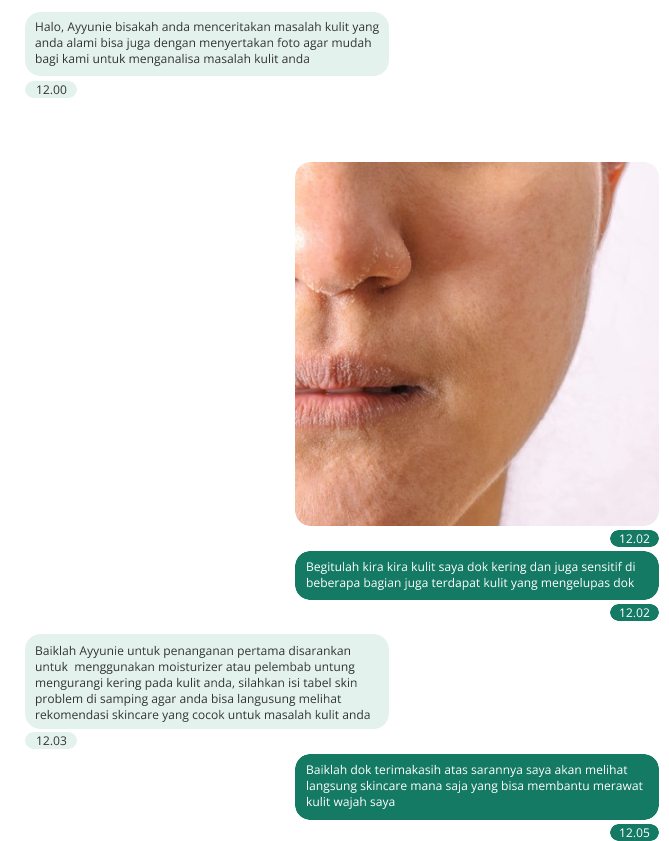 Halo, Ayyunie bisakah anda menceritakan masalah kulit yang
anda alami bisa juga dengan menyertakan foto agar mudah
bagi kami untuk menganalisa masalah kulit anda
12.00
12.02
Begitulah kira kira kulit saya dok kering dan juga sensitif di
beberapa bagian juga terdapat kulit yang mengelupas dok
12.02
Baiklah Ayyunie untuk penanganan pertama disarankan
untuk  menggunakan moisturizer atau pelembab untung
mengurangi kering pada kulit anda, silahkan isi tabel skin
problem di samping agar anda bisa langusung melihat
rekomendasi skincare yang cocok untuk masalah kulit anda
12.03
Baiklah dok terimakasih atas sarannya saya akan melihat
langsung skincare mana saja yang bisa membantu merawat
kulit wajah saya
12.05